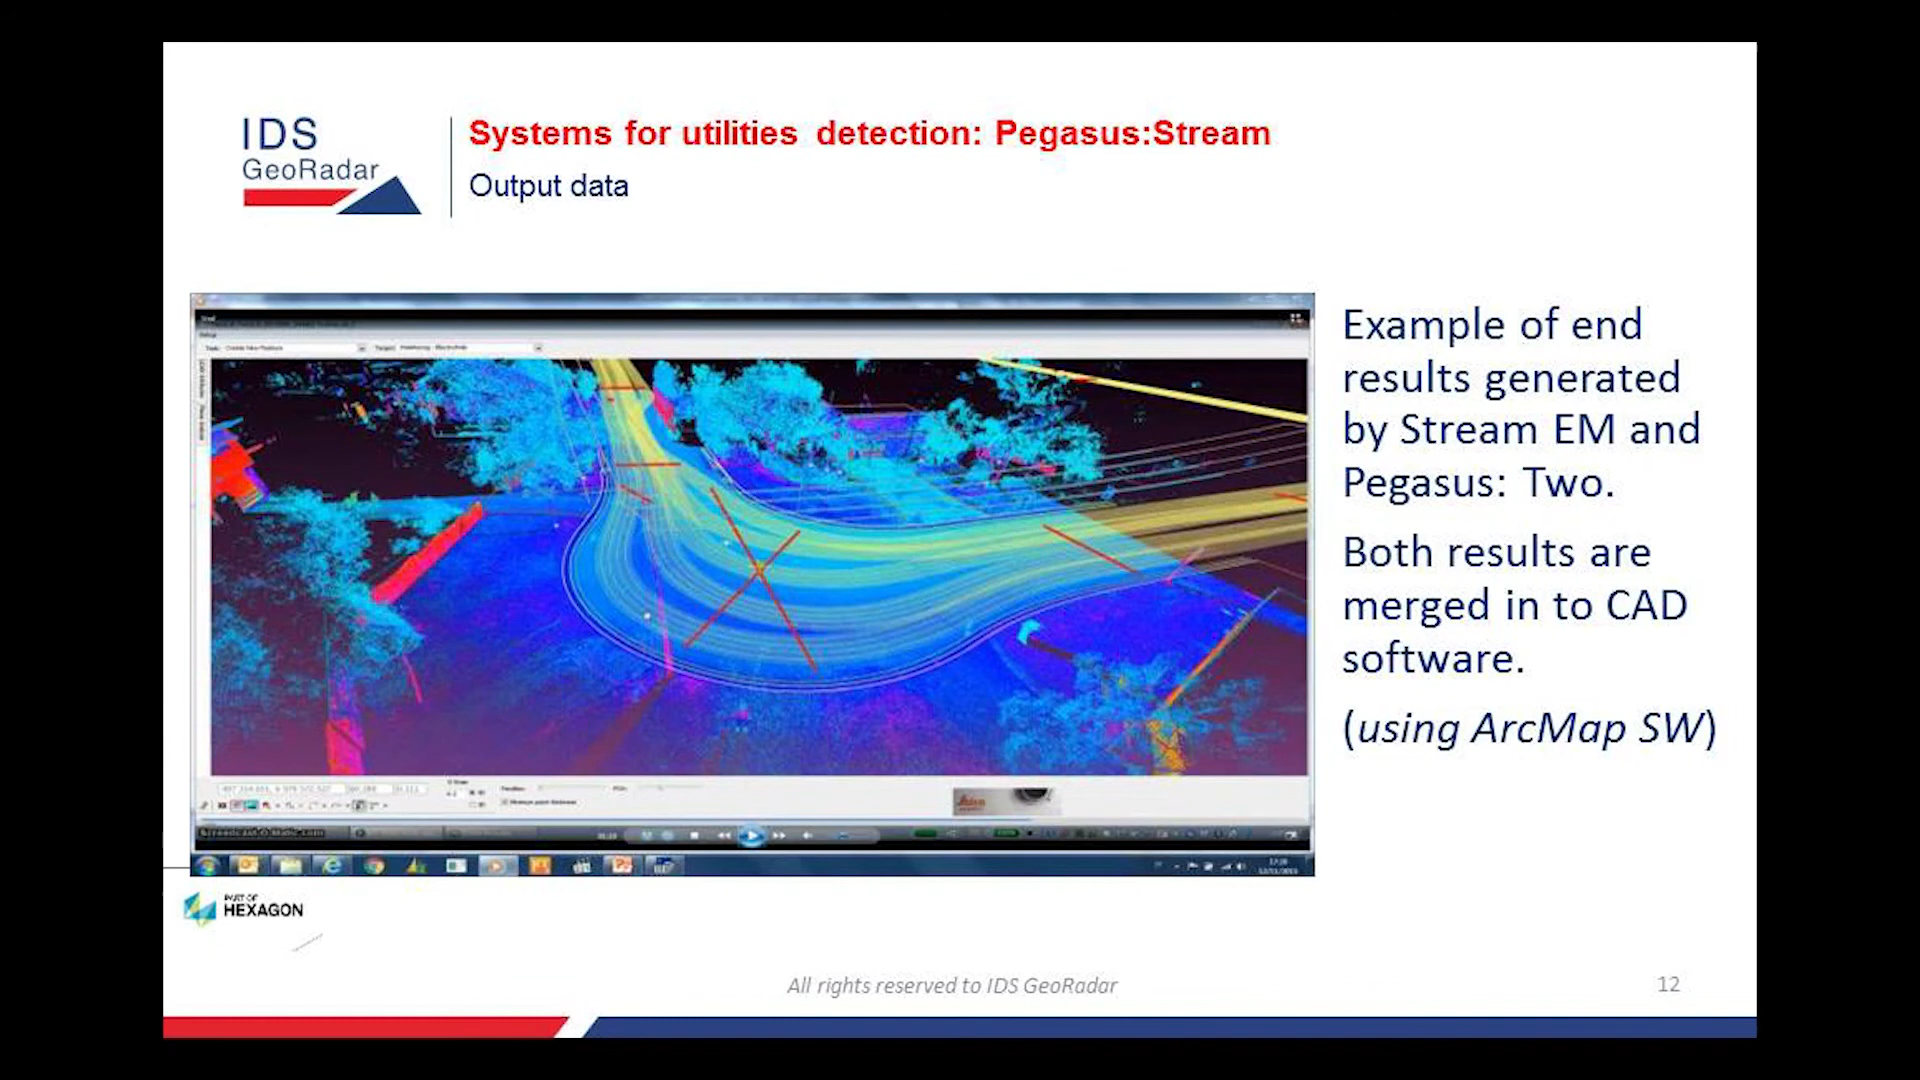 IDS
GeoRadar
Systems for utilities detection: Pegasus:Stream
Output data
Example of end
results generated
by Stream EM and
Pegasus: Two.
Both results are
merged in to CAD
software.
(using ArcMap SW)
PART OF
HEXAGON
All rights reserved to IDS GeoRadar
12